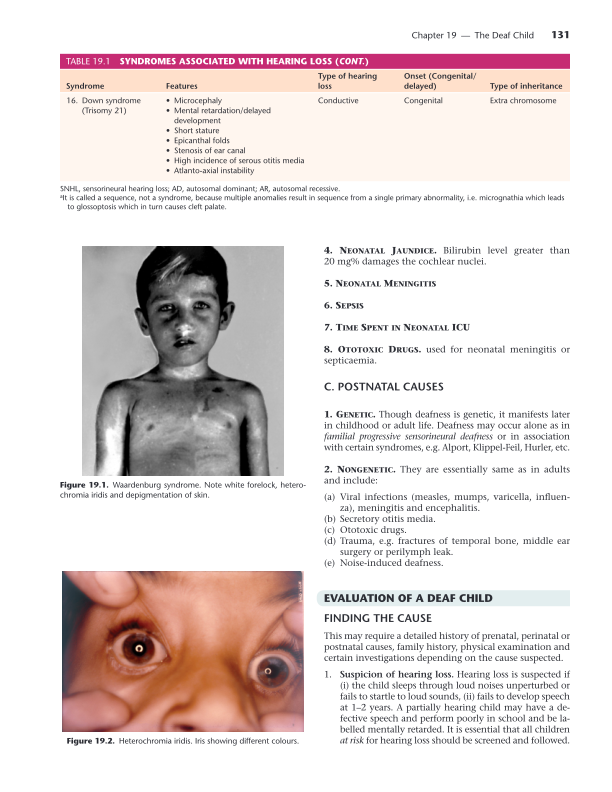 Chapter 19 — The Deaf Child 131
TABLE 19.1 SYNDROMES ASSOCIATED WITH HEARING LOSS (CONT.)
Syndrome Features Type of hearing loss Onset (Congenital/ delayed) Type of inheritance
16. Down syndrome (Trisomy 21) • Microcephaly Conductive Congenital Extra chromosome
• Mental retardation/delayed
development
• Short stature
• Epicanthal folds
• Stenosis of ear canal
• High incidence of serous otitis media
• Atlanto-axial instability
SNHL, sensorineural hearing loss; AD, autosomal dominant; AR, autosomal recessive.
aIt is called a sequence, not a syndrome, because multiple anomalies result in sequence from a single primary abnormality, i.e. micrognathia which leads
to glossoptosis which in turn causes cleft palate.
Figure 19.1. Waardenburg syndrome. Note white forelock, hetero-
chromia iridis and depigmentation of skin.
Figure 19.2. Heterochromia iridis. Iris showing different colours.
4. NEONATAL JAUNDICE. Bilirubin level greater than
20 mg% damages the cochlear nuclei.
5. NEONATAL MENINGITIS
6. SEPSIS
7. TIME SPENT IN NEONATAL ICU
8. OTOTOXIC DRUGS. used for neonatal meningitis or
septicaemia.
C. POSTNATAL CAUSES
1. GENETIC. Though deafness is genetic, it manifests later
in childhood or adult life. Deafness may occur alone as in
familial progressive sensorineural deafness or in association
with certain syndromes, e.g. Alport, Klippel-Feil, Hurler, etc.
2. NONGENETIC. They are essentially same as in adults
and include:
(a) Viral infections (measles, mumps, varicella, influen-
za), meningitis and encephalitis.
(b) Secretory otitis media.
(c) Ototoxic drugs.
(d) Trauma, e.g. fractures of temporal bone, middle ear
surgery or perilymph leak.
(e) Noise-induced deafness.
EVALUATION OF A DEAF CHILD
FINDING THE CAUSE
This may require a detailed history of prenatal, perinatal or
postnatal causes, family history, physical examination and
certain investigations depending on the cause suspected.
1. Suspicion of hearing loss. Hearing loss is suspected if
(i) the child sleeps through loud noises unperturbed or
fails to startle to loud sounds, (ii) fails to develop speech
at 1–2 years. A partially hearing child may have a de-
fective speech and perform poorly in school and be la-
belled mentally retarded. It is essential that all children
at risk for hearing loss should be screened and followed.